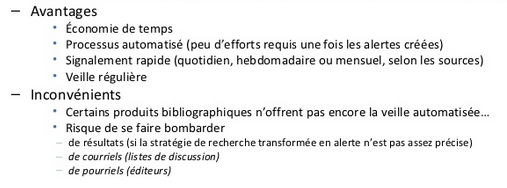 – Avantages
• Économie de temps
• Processus automatisé (peu d'efforts requis une fois les alertes créées)
• Signalement rapide (quotidien, hebdomadaire ou mensuel, selon les sources)
• Veille régulière
– Inconvénients
• Certains produits bibliographiques n'offrent pas encore la veille automatisée…
• Risque de se faire bombarder
– de résultats (si la stratégie de recherche transformée en alerte n'est pas assez précise)
– de courriels (listes de discussion)
– de pourriels (éditeurs)